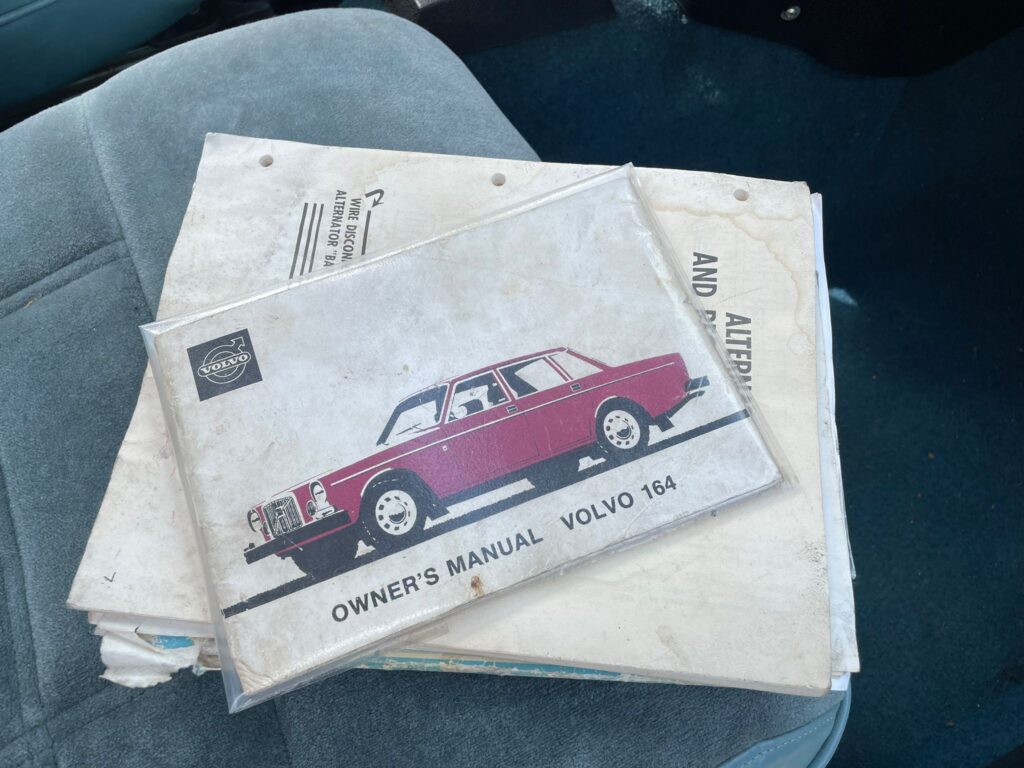 WIRE DISCON
ALTERNATOR "BA
ALTERN
AND
VOLVO
OWNER'S MANUAL VOLVO 164